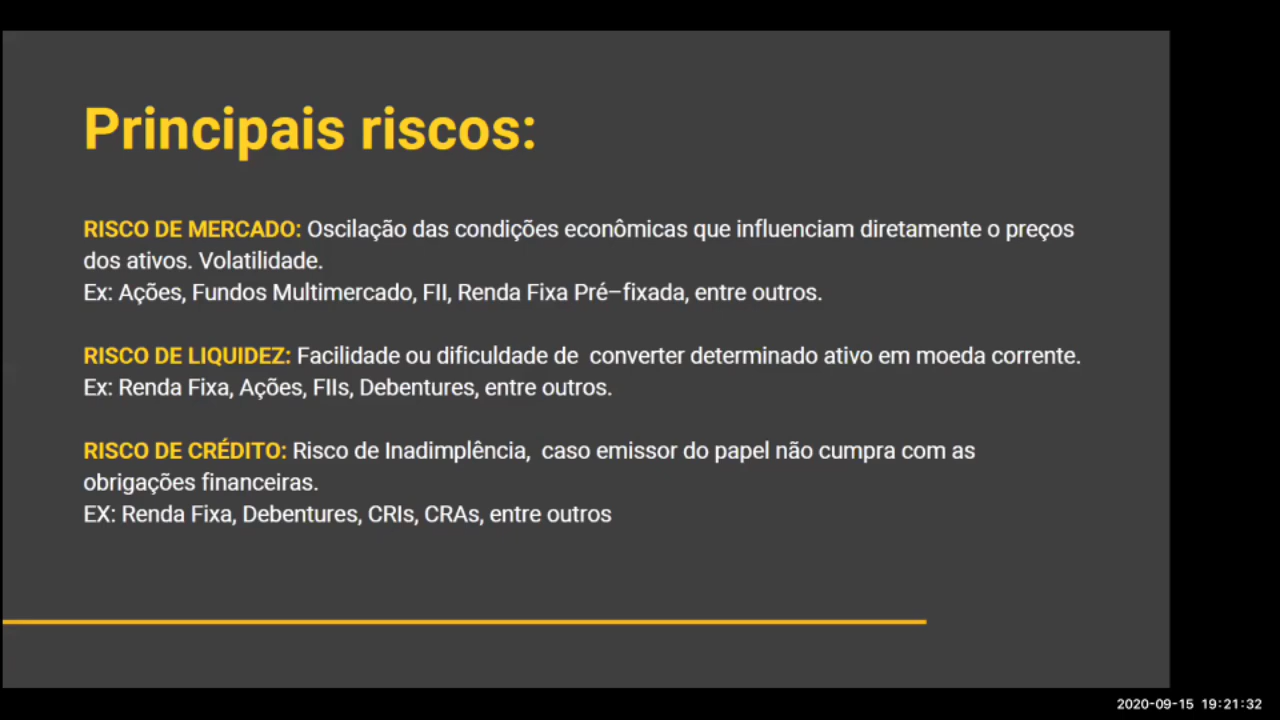 Principais riscos:
RISCO DE MERCADO: Oscilação das condições econômicas que influenciam diretamente o preços
dos ativos. Volatilidade.
Ex: Ações, Fundos Multimercado, FII, Renda Fixa Pré–fixada, entre outros.
RISCO DE LIQUIDEZ: Facilidade ou dificuldade de  converter determinado ativo em moeda corrente.
Ex: Renda Fixa, Ações, FIIs, Debentures, entre outros.
RISCO DE CRÉDITO: Risco de Inadimplência,  caso emissor do papel não cumpra com as
obrigações financeiras.
EX: Renda Fixa, Debentures, CRIs, CRAs, entre outros
2020-09-15 19:21:32